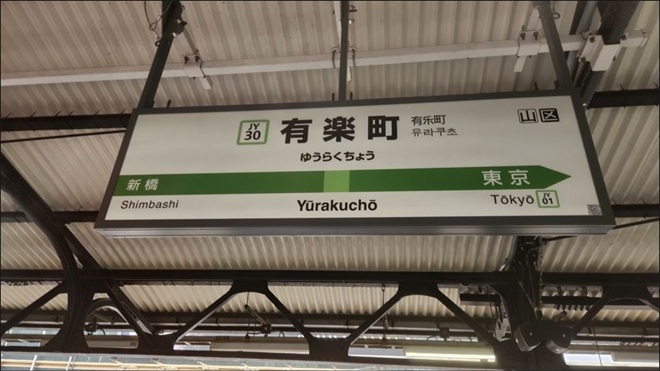 JY
30
有楽町
有乐町
유라쿠초
山区
ゆうらくちょう
新橋
東京
Shimbashi
Yūrakuchō
Tōkyō
JY
01